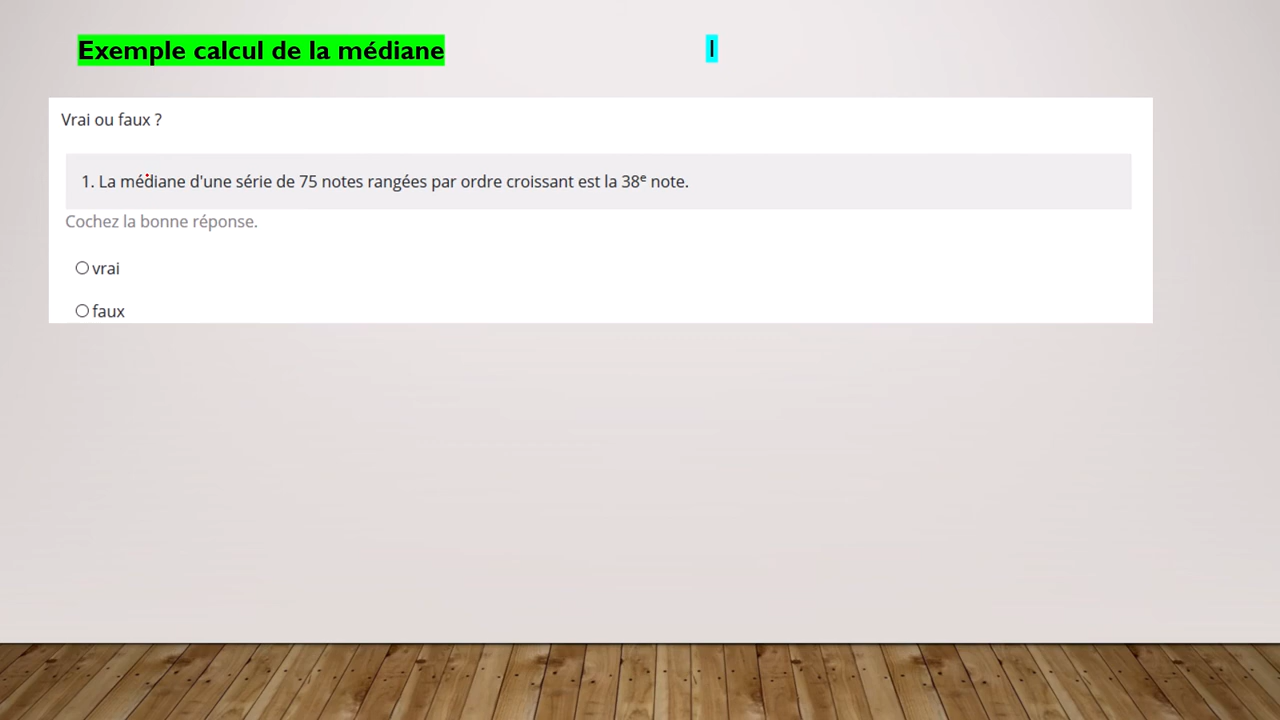 Exemple calcul de la médiane
I
Vrai ou faux ?
1. La médiane d'une série de 75 notes rangées par ordre croissant est la 38ᵉ note.
Cochez la bonne réponse.
vrai
faux